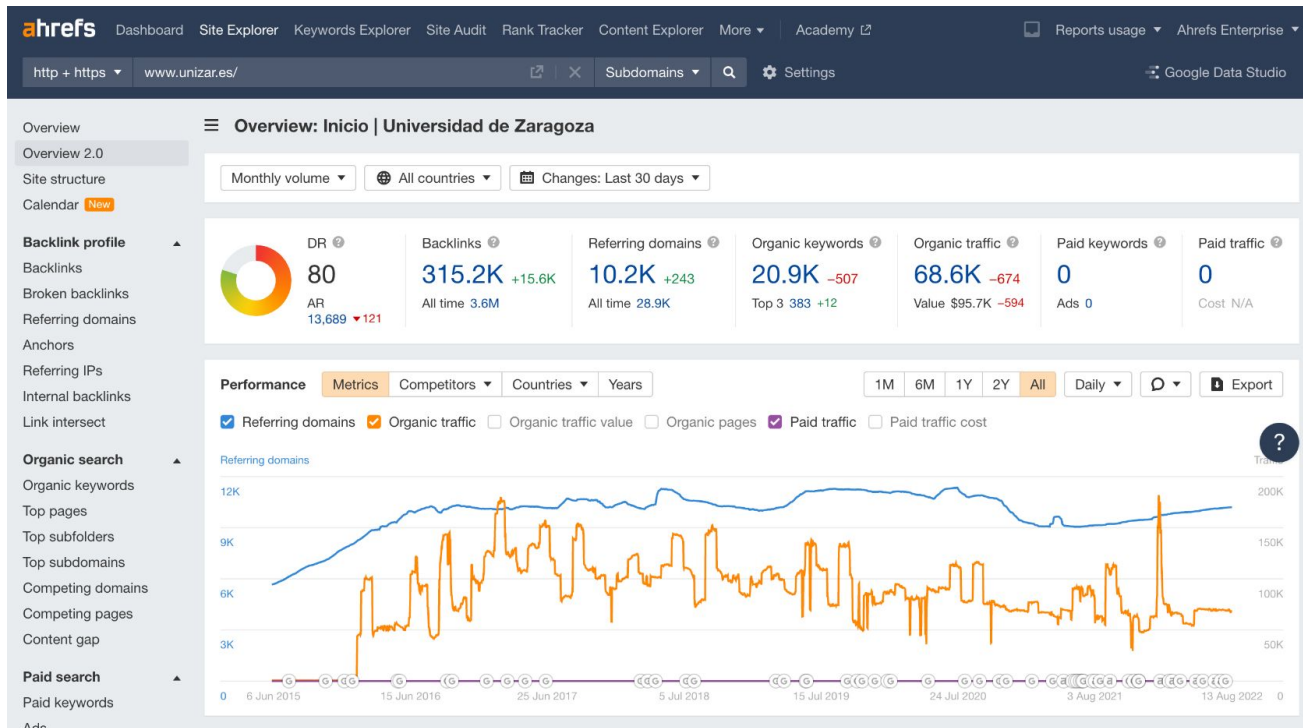 ahrefs Dashboard Site Explorer Keywords Explorer Site Audit Rank Tracker Content Explorer More Academy Reports usage Ahrefs Enterprise
http + https www.unizar.es/ Subdomains Settings Google Data Studio
Overview
Overview 2.0
Site structure
Calendar New
Backlink profile
Backlinks
Broken backlinks
Referring domains
Anchors
Referring IPs
Internal backlinks
Link intersect
Organic search
Organic keywords
Top pages
Top subfolders
Top subdomains
Competing domains
Competing pages
Content gap
Paid search
Paid keywords
Ads
Overview: Inicio | Universidad de Zaragoza
Monthly volume All countries Changes: Last 30 days
DR ? Backlinks ? Referring domains ? Organic keywords ? Organic traffic ? Paid keywords ? Paid traffic ?
80 315.2K +15.6K 10.2K +243 20.9K –507 68.6K –674 0 0
AR All time 3.6M All time 28.9K Top 3 383 +12 Value $95.7K –594 Ads 0 Cost N/A
13,689 ▼121
Performance Metrics Competitors Countries Years 1M 6M 1Y 2Y All Daily Export
Referring domains Organic traffic Organic traffic value Organic pages Paid traffic Paid traffic cost
?
Referring domains
12K 200K
9K 150K
6K 100K
3K 50K
0 6 Jun 2015 15 Jun 2016 25 Jun 2017 5 Jul 2018 15 Jul 2019 24 Jul 2020 3 Aug 2021 13 Aug 2022 0